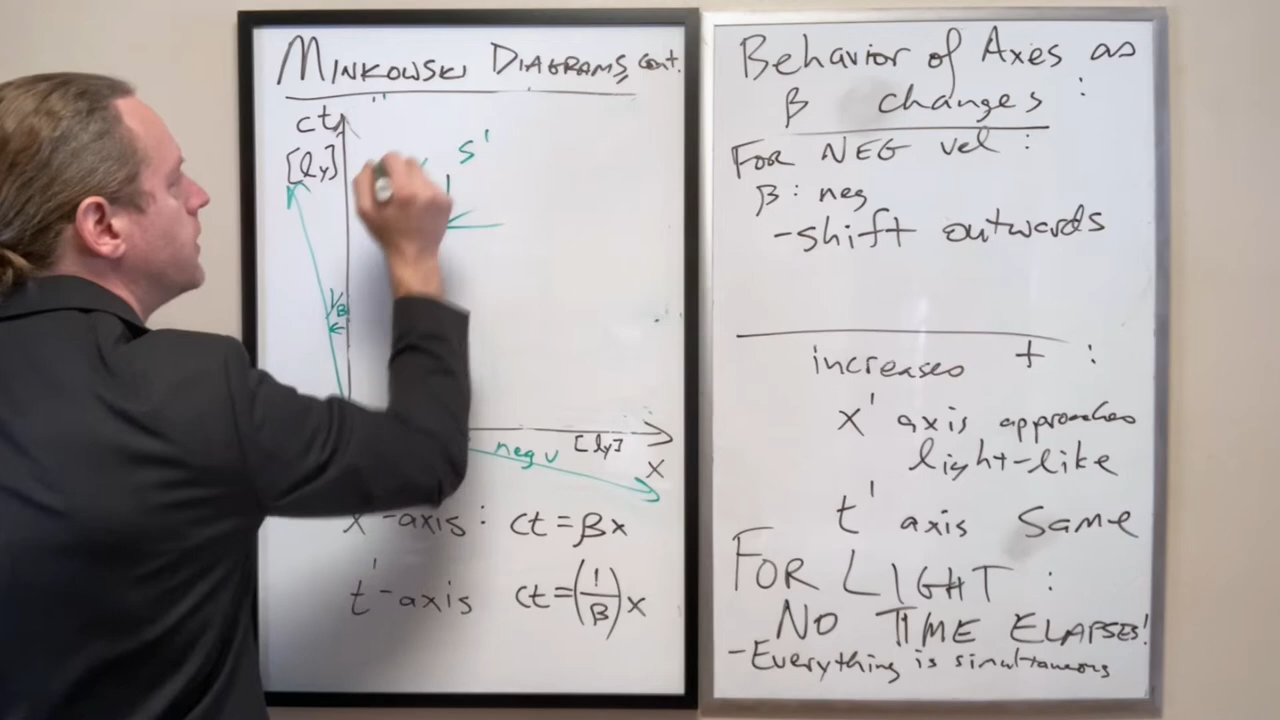 MINKOWSKI DIAGRAMS, Cont.
ct
[ly]
S'
1/β
neg v
[ly]
x
x'-axis: ct=βx
t'-axis ct=(1/β)x
Behavior of Axes as
β changes :
FOR NEG vel :
β: neg
-shift outwards
increases + :
x' axis approaches
light-like
t' axis same
FOR LIGHT :
NO TIME ELAPSES!
-Everything is simultaneous